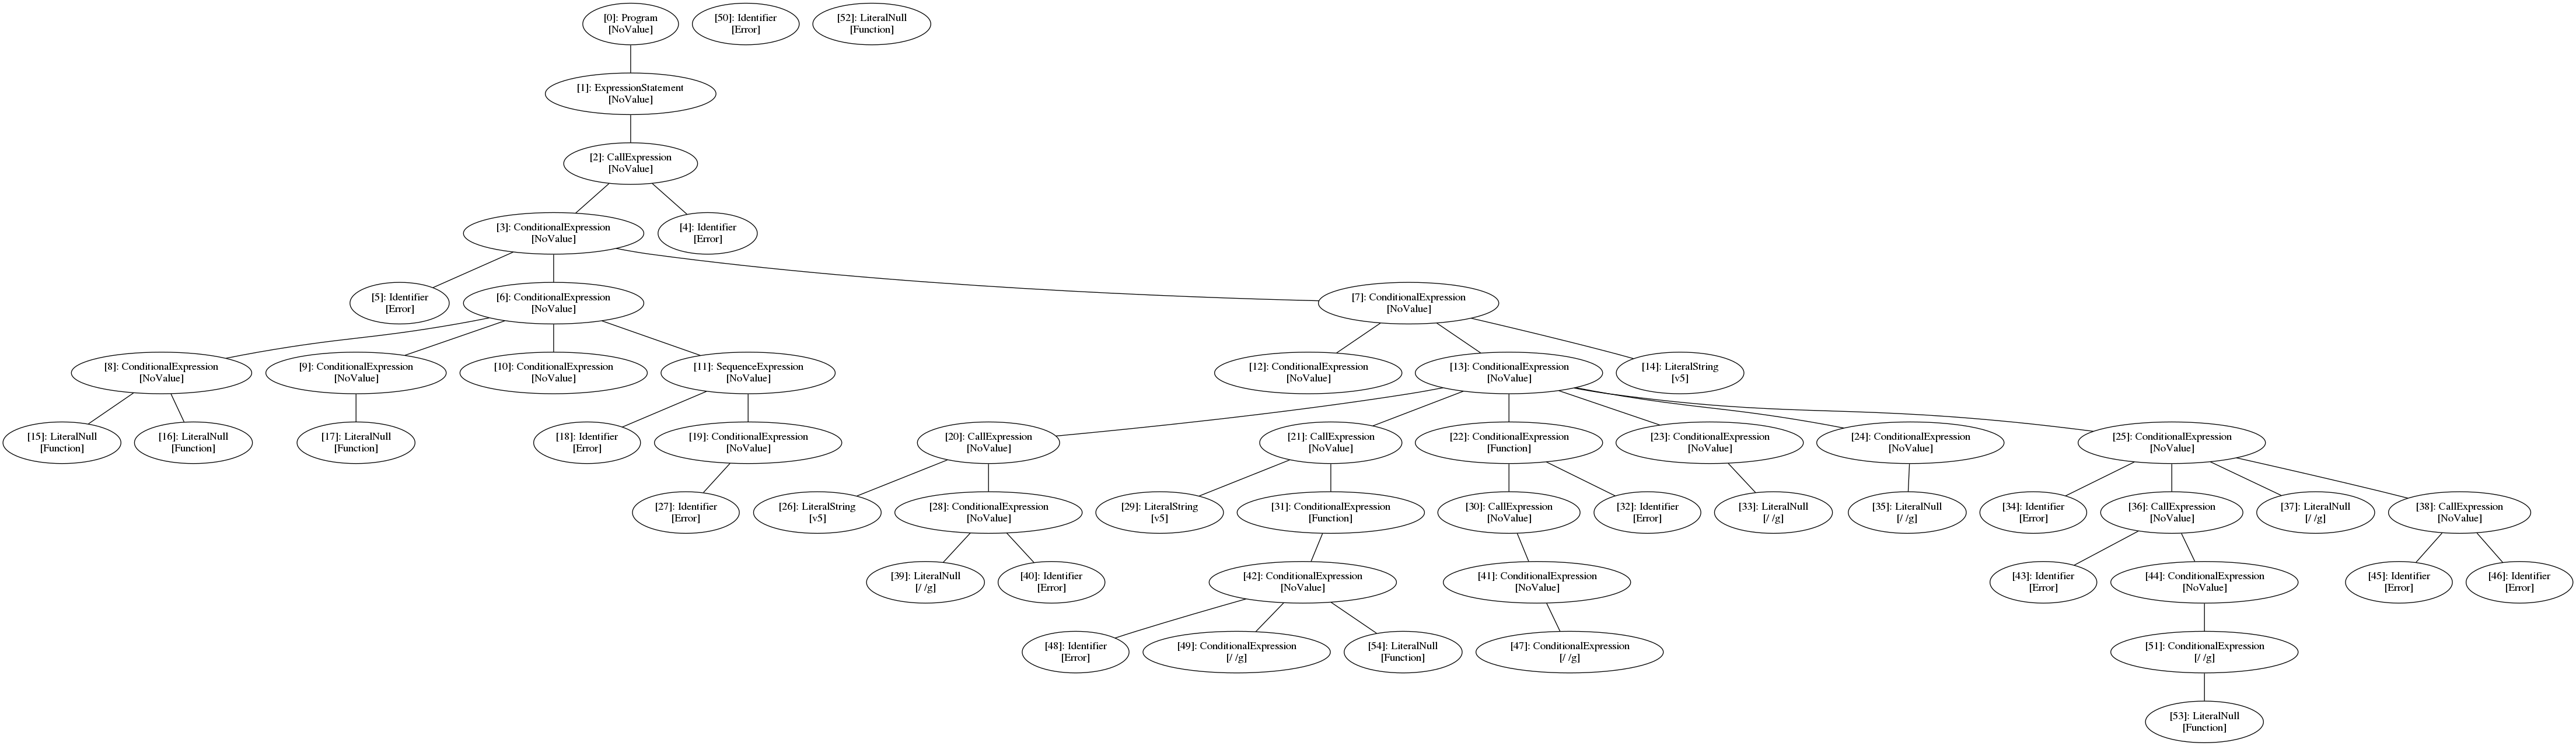 [0]: Program
[NoValue]
[50]: Identifier
[Error]
[52]: LiteralNull
[Function]
[1]: ExpressionStatement
[NoValue]
[2]: CallExpression
[NoValue]
[3]: ConditionalExpression
[NoValue]
[4]: Identifier
[Error]
[5]: Identifier
[Error]
[6]: ConditionalExpression
[NoValue]
[7]: ConditionalExpression
[NoValue]
[8]: ConditionalExpression
[NoValue]
[9]: ConditionalExpression
[NoValue]
[10]: ConditionalExpression
[NoValue]
[11]: SequenceExpression
[NoValue]
[12]: ConditionalExpression
[NoValue]
[13]: ConditionalExpression
[NoValue]
[14]: LiteralString
[v5]
[15]: LiteralNull
[Function]
[16]: LiteralNull
[Function]
[17]: LiteralNull
[Function]
[18]: Identifier
[Error]
[19]: ConditionalExpression
[NoValue]
[20]: CallExpression
[NoValue]
[21]: CallExpression
[NoValue]
[22]: ConditionalExpression
[Function]
[23]: ConditionalExpression
[NoValue]
[24]: ConditionalExpression
[NoValue]
[25]: ConditionalExpression
[NoValue]
[27]: Identifier
[Error]
[26]: LiteralString
[v5]
[28]: ConditionalExpression
[NoValue]
[29]: LiteralString
[v5]
[31]: ConditionalExpression
[Function]
[30]: CallExpression
[NoValue]
[32]: Identifier
[Error]
[33]: LiteralNull
[/ /g]
[35]: LiteralNull
[/ /g]
[34]: Identifier
[Error]
[36]: CallExpression
[NoValue]
[37]: LiteralNull
[/ /g]
[38]: CallExpression
[NoValue]
[39]: LiteralNull
[/ /g]
[40]: Identifier
[Error]
[42]: ConditionalExpression
[NoValue]
[41]: ConditionalExpression
[NoValue]
[43]: Identifier
[Error]
[44]: ConditionalExpression
[NoValue]
[45]: Identifier
[Error]
[46]: Identifier
[Error]
[48]: Identifier
[Error]
[49]: ConditionalExpression
[/ /g]
[54]: LiteralNull
[Function]
[47]: ConditionalExpression
[/ /g]
[51]: ConditionalExpression
[/ /g]
[53]: LiteralNull
[Function]